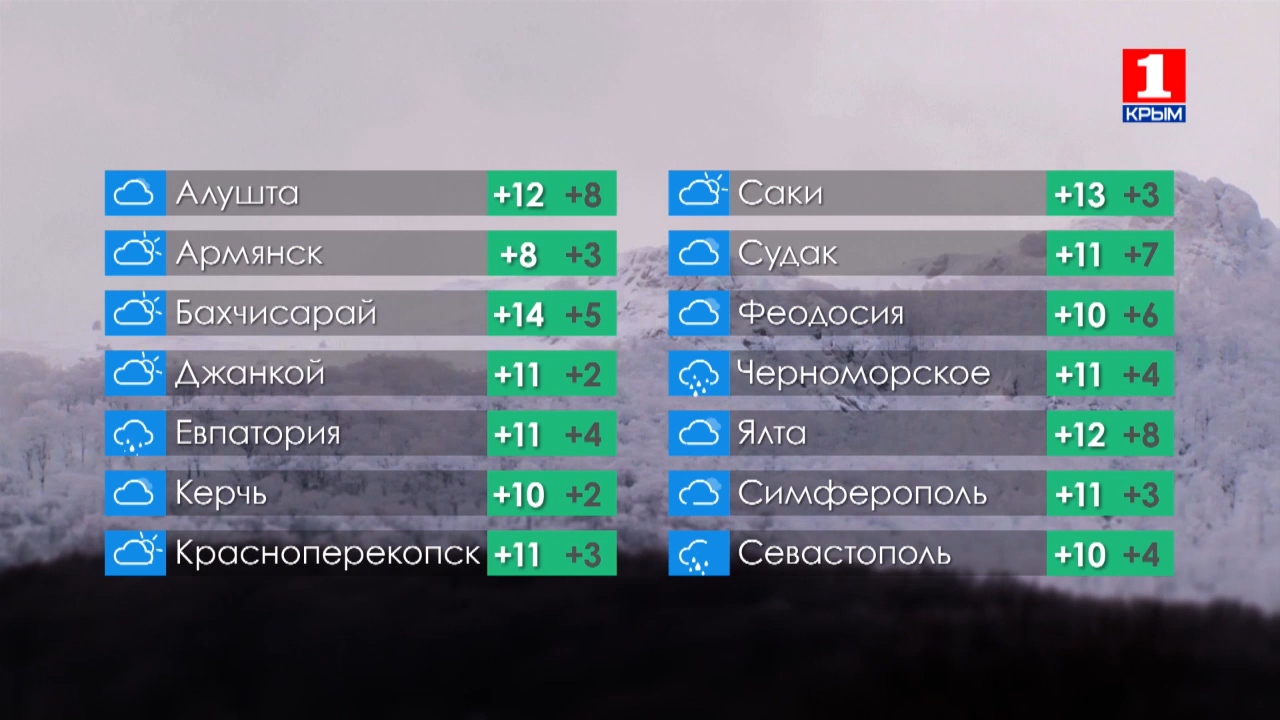 1
КРЫМ
Алушта +12 +8
Армянск +8 +3
Бахчисарай +14 +5
Джанкой +11 +2
Евпатория +11 +4
Керчь +10 +2
Красноперекопск +11 +3
Саки +13 +3
Судак +11 +7
Феодосия +10 +6
Черноморское +11 +4
Ялта +12 +8
Симферополь +11 +3
Севастополь +10 +4